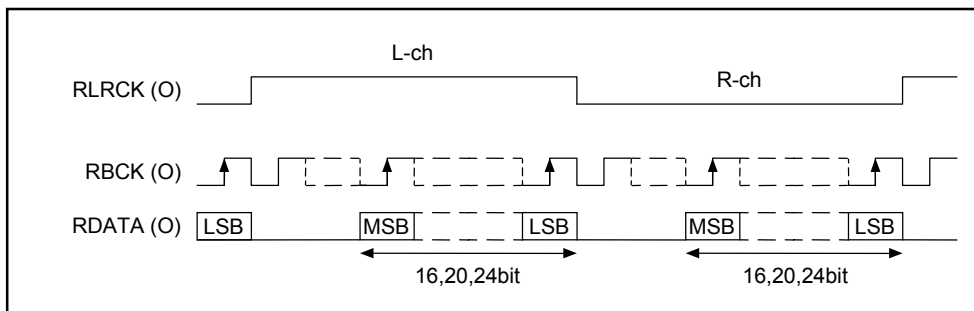 L-ch
R-ch
RLRCK (O)
RBCK (O)
RDATA (O)
LSB
MSB
LSB
MSB
LSB
16,20,24bit
16,20,24bit